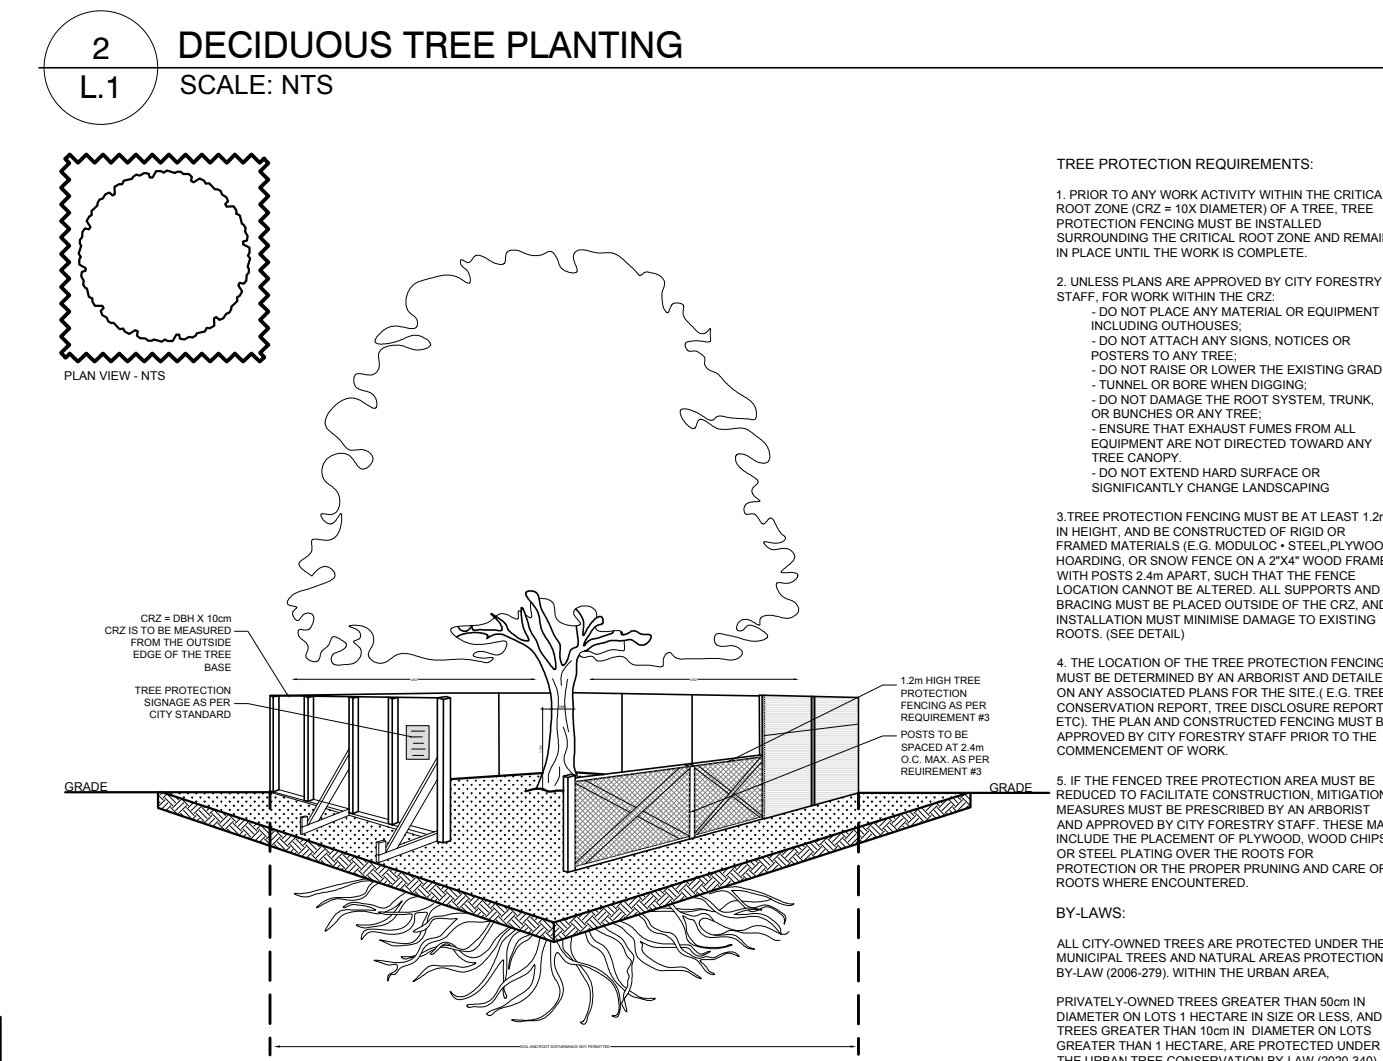 2
L.1
DECIDUOUS TREE PLANTING
SCALE: NTS
PLAN VIEW - NTS
CRZ = DBH X 10cm
CRZ IS TO BE MEASURED
FROM THE OUTSIDE
EDGE OF THE TREE
BASE
TREE PROTECTION
SIGNAGE AS PER
CITY STANDARD
GRADE
1.2m HIGH TREE
PROTECTION
FENCING AS PER
REQUIREMENT #3
POSTS TO BE
SPACED AT 2.4m
O.C. MAX. AS PER
REUIREMENT #3
GRADE
SOIL AND ROOT DISTURBANCE NOT PERMITTED
TREE PROTECTION REQUIREMENTS:
1. PRIOR TO ANY WORK ACTIVITY WITHIN THE CRITICA
ROOT ZONE (CRZ = 10X DIAMETER) OF A TREE, TREE
PROTECTION FENCING MUST BE INSTALLED
SURROUNDING THE CRITICAL ROOT ZONE AND REMAI
IN PLACE UNTIL THE WORK IS COMPLETE.
2. UNLESS PLANS ARE APPROVED BY CITY FORESTRY
STAFF, FOR WORK WITHIN THE CRZ:
- DO NOT PLACE ANY MATERIAL OR EQUIPMENT
INCLUDING OUTHOUSES;
- DO NOT ATTACH ANY SIGNS, NOTICES OR
POSTERS TO ANY TREE;
- DO NOT RAISE OR LOWER THE EXISTING GRAD
- TUNNEL OR BORE WHEN DIGGING;
- DO NOT DAMAGE THE ROOT SYSTEM, TRUNK,
OR BUNCHES OR ANY TREE;
- ENSURE THAT EXHAUST FUMES FROM ALL
EQUIPMENT ARE NOT DIRECTED TOWARD ANY
TREE CANOPY.
- DO NOT EXTEND HARD SURFACE OR
SIGNIFICANTLY CHANGE LANDSCAPING
3.TREE PROTECTION FENCING MUST BE AT LEAST 1.2m
IN HEIGHT, AND BE CONSTRUCTED OF RIGID OR
FRAMED MATERIALS (E.G. MODULOC • STEEL,PLYWOO
HOARDING, OR SNOW FENCE ON A 2"X4" WOOD FRAME
WITH POSTS 2.4m APART, SUCH THAT THE FENCE
LOCATION CANNOT BE ALTERED. ALL SUPPORTS AND
BRACING MUST BE PLACED OUTSIDE OF THE CRZ, AND
INSTALLATION MUST MINIMISE DAMAGE TO EXISTING
ROOTS. (SEE DETAIL)
4. THE LOCATION OF THE TREE PROTECTION FENCING
MUST BE DETERMINED BY AN ARBORIST AND DETAILE
ON ANY ASSOCIATED PLANS FOR THE SITE.( E.G. TREE
CONSERVATION REPORT, TREE DISCLOSURE REPORT
ETC). THE PLAN AND CONSTRUCTED FENCING MUST B
APPROVED BY CITY FORESTRY STAFF PRIOR TO THE
COMMENCEMENT OF WORK.
5. IF THE FENCED TREE PROTECTION AREA MUST BE
REDUCED TO FACILITATE CONSTRUCTION, MITIGATION
MEASURES MUST BE PRESCRIBED BY AN ARBORIST
AND APPROVED BY CITY FORESTRY STAFF. THESE MA
INCLUDE THE PLACEMENT OF PLYWOOD, WOOD CHIPS
OR STEEL PLATING OVER THE ROOTS FOR
PROTECTION OR THE PROPER PRUNING AND CARE OF
ROOTS WHERE ENCOUNTERED.
BY-LAWS:
ALL CITY-OWNED TREES ARE PROTECTED UNDER THE
MUNICIPAL TREES AND NATURAL AREAS PROTECTION
BY-LAW (2006-279). WITHIN THE URBAN AREA,
PRIVATELY-OWNED TREES GREATER THAN 50cm IN
DIAMETER ON LOTS 1 HECTARE IN SIZE OR LESS, AND
TREES GREATER THAN 10cm IN DIAMETER ON LOTS
GREATER THAN 1 HECTARE, ARE PROTECTED UNDER
THE URBAN TREE CONSERVATION BY-LAW (2020-340)